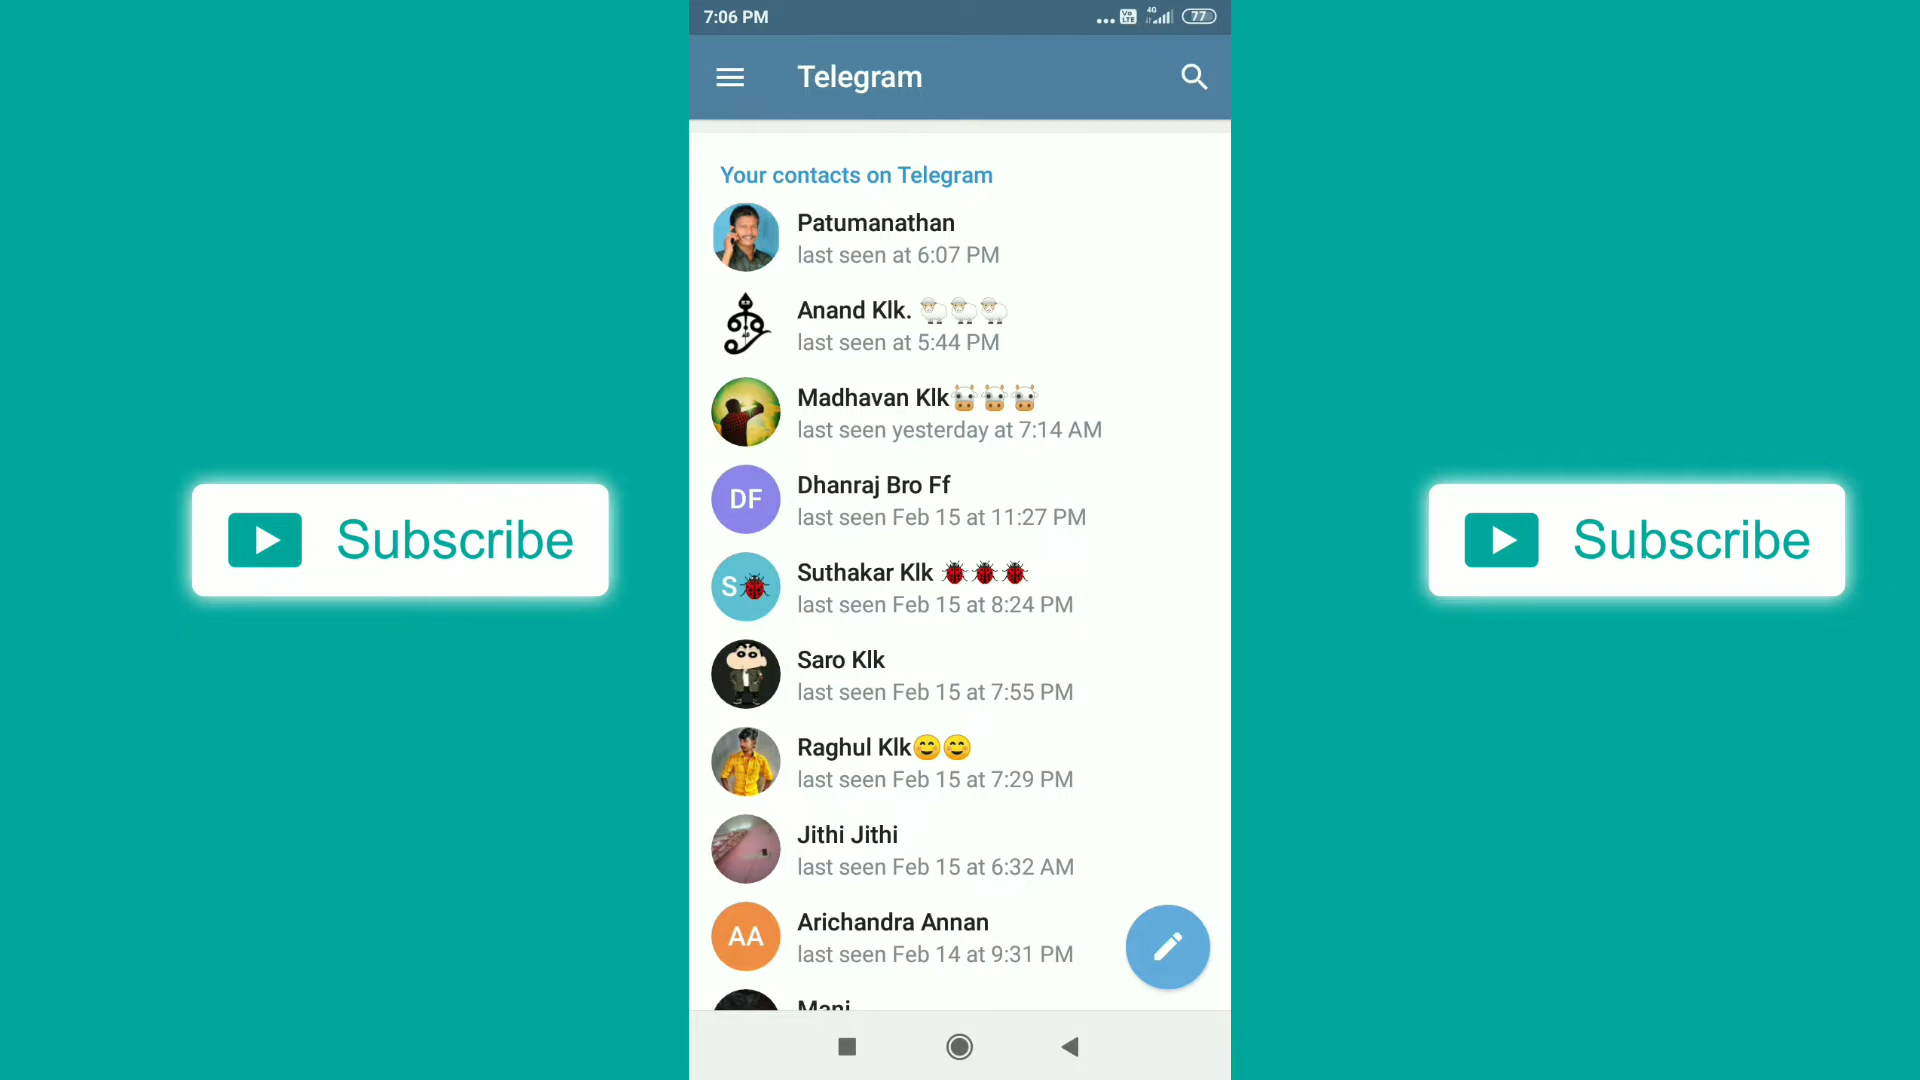 7:06 PM
Vo LTE 4G 77
Telegram
Your contacts on Telegram
Patumanathan
last seen at 6:07 PM
Anand Klk. 🐑🐑🐑
last seen at 5:44 PM
Madhavan Klk🐮🐮🐮
last seen yesterday at 7:14 AM
DF
Dhanraj Bro Ff
last seen Feb 15 at 11:27 PM
S🐞
Suthakar Klk 🐞🐞🐞
last seen Feb 15 at 8:24 PM
Saro Klk
last seen Feb 15 at 7:55 PM
Raghul Klk😊😊
last seen Feb 15 at 7:29 PM
Jithi Jithi
last seen Feb 15 at 6:32 AM
AA
Arichandra Annan
last seen Feb 14 at 9:31 PM
Subscribe
Subscribe